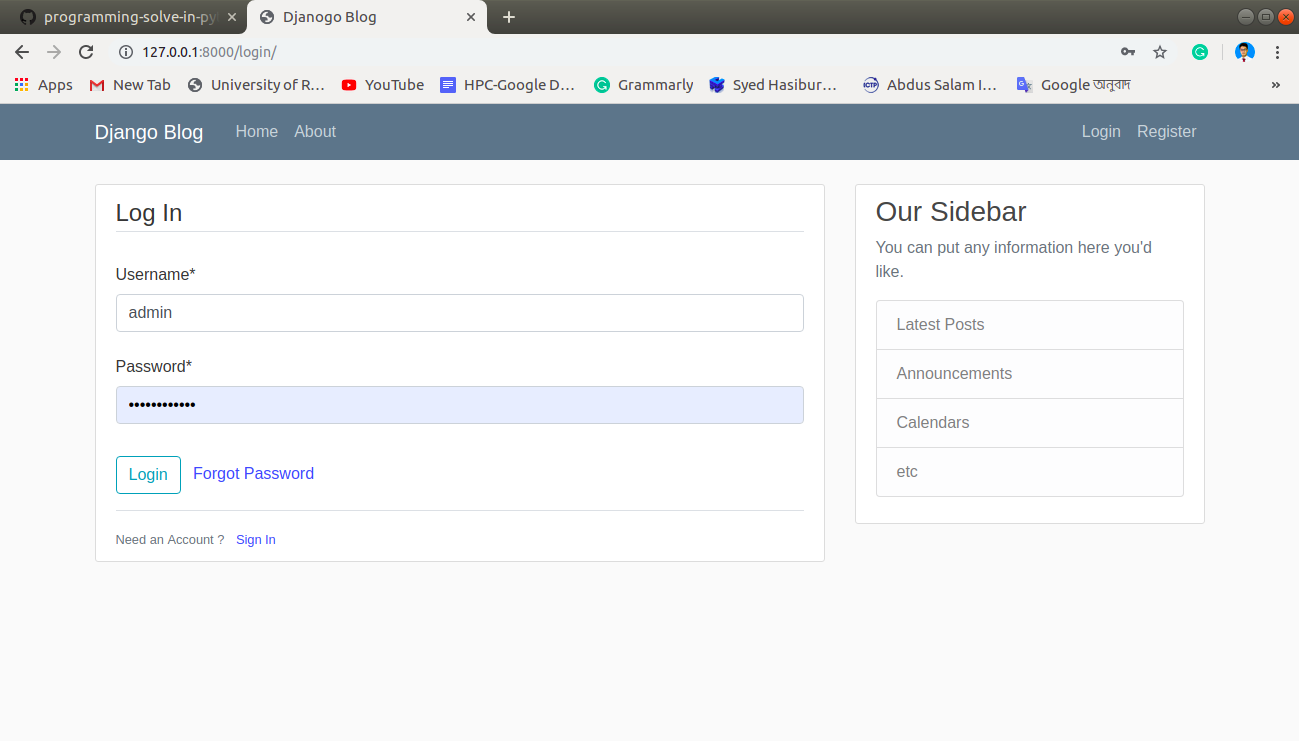 programming-solve-in-py
Djanogo Blog
127.0.0.1:8000/login/
Apps New Tab University of R… YouTube HPC-Google D… Grammarly Syed Hasibur… ICTP Abdus Salam I… Google অনুবাদ »
Django Blog Home About Login Register
Log In
Username*
admin
Password*
••••••••••••
Login Forgot Password
Need an Account ? Sign In
Our Sidebar
You can put any information here you'd
like.
Latest Posts
Announcements
Calendars
etc